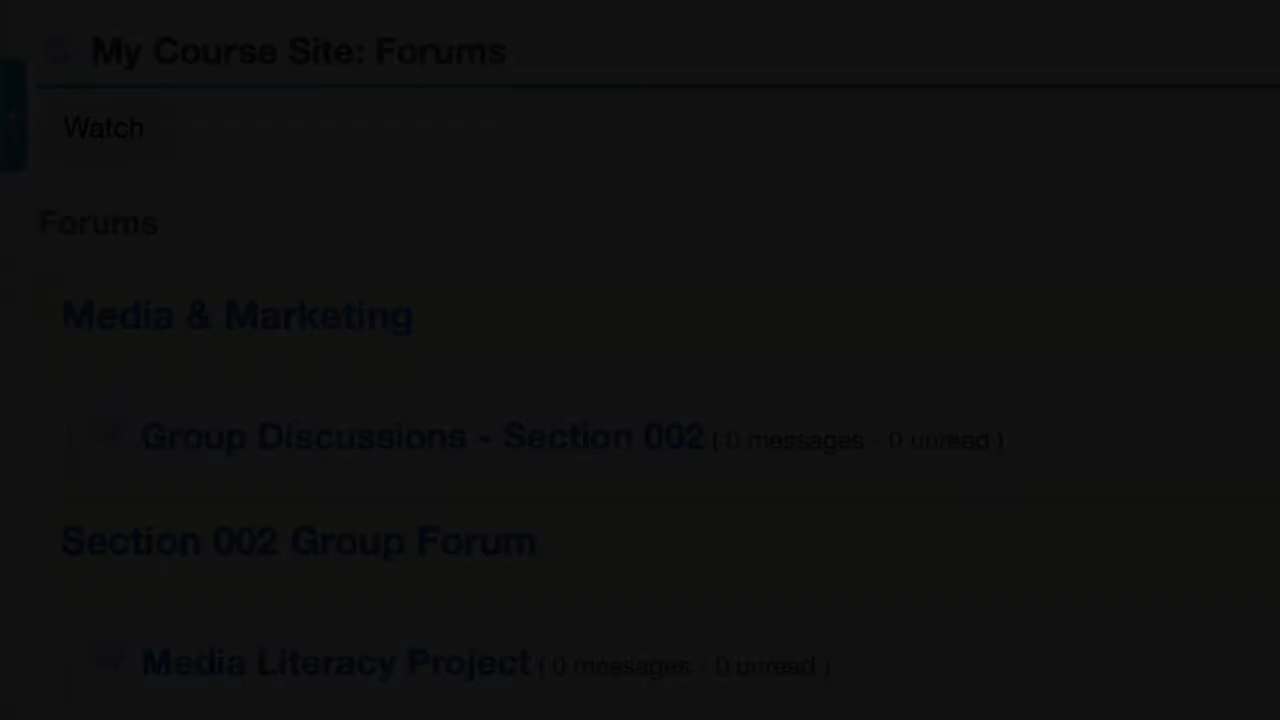 My Course Site: Forums
Watch
Forums
Media & Marketing
Group Discussions - Section 002 ( 0 messages - 0 unread )
Section 002 Group Forum
Media Literacy Project ( 0 messages - 0 unread )